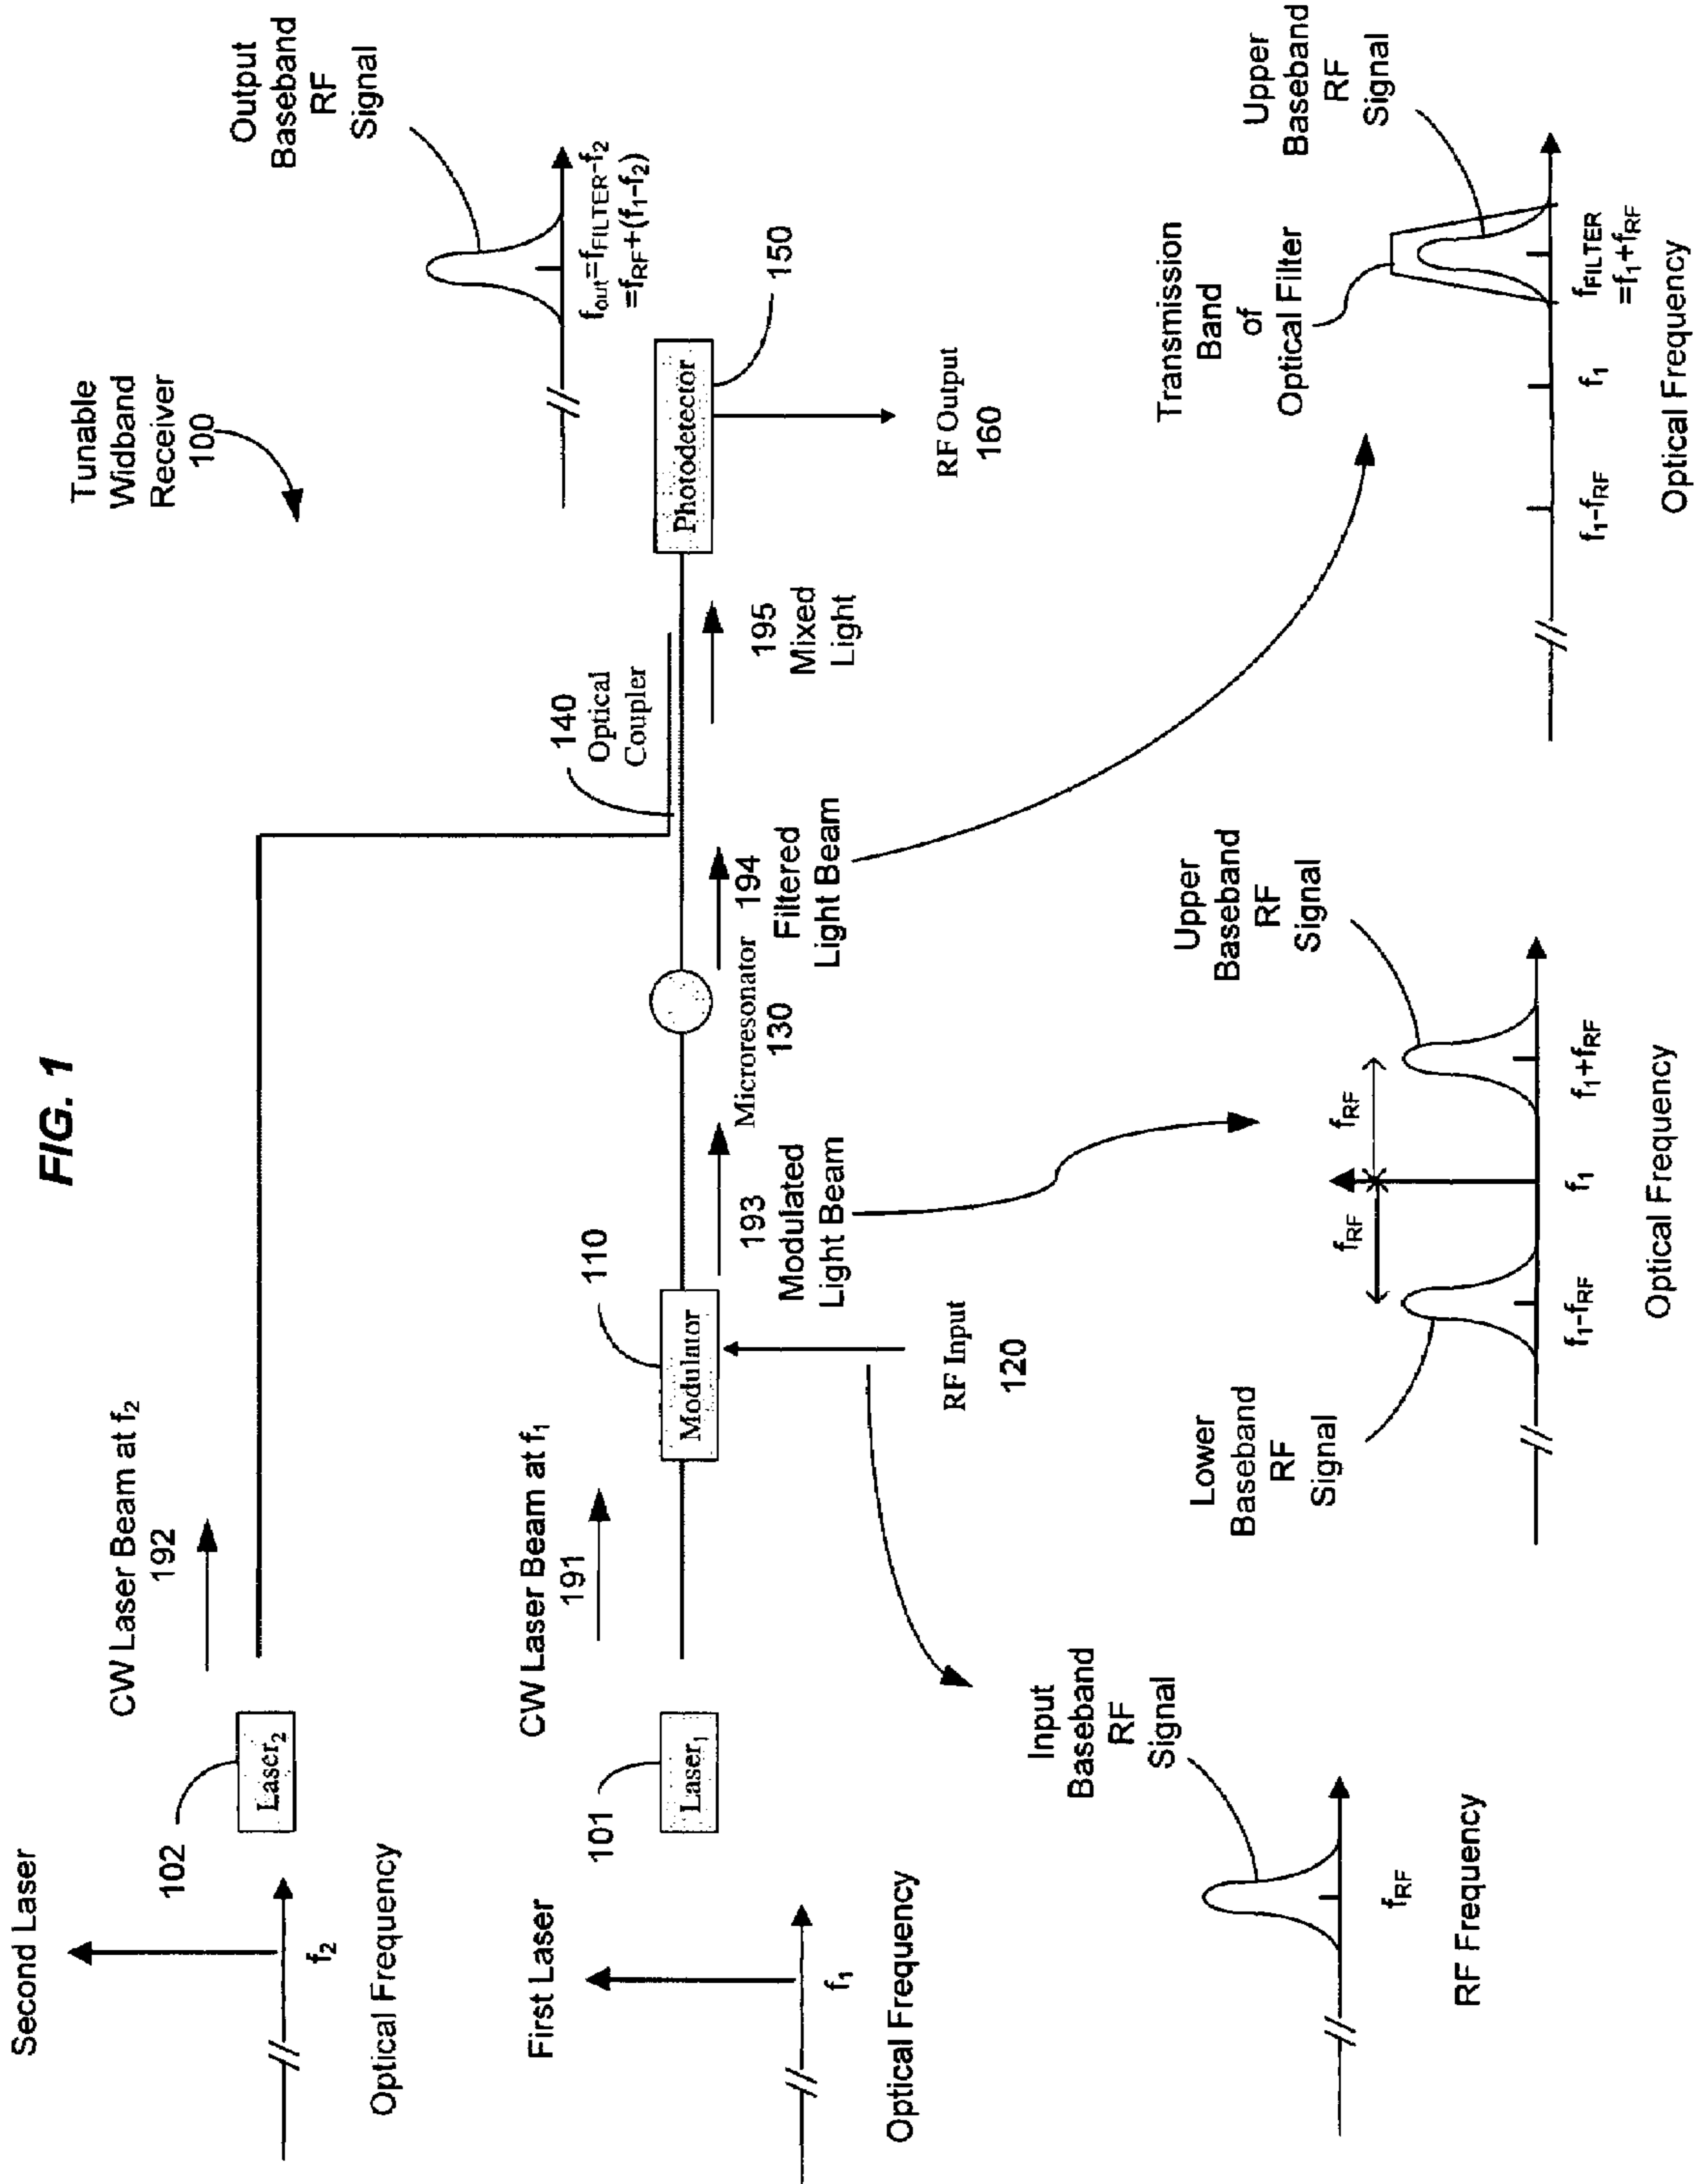 FIG. 1
Tunable
Widband
Receiver
100
Second Laser
f₂
Optical Frequency
102
Laser₂
CW Laser Beam at f₂
192
First Laser
f₁
Optical Frequency
101
Laser₁
CW Laser Beam at f₁
191
110
Modulator
RF Input
120
193
Modulated
Light Beam
Microresonator
130
194
Filtered
Light Beam
140
Optical
Coupler
195
Mixed
Light
Photodetector
150
RF Output
160
Output
Baseband
RF
Signal
fout=fFILTER-f₂
=fRF+(f₁-f₂)
Input
Baseband
RF
Signal
fRF
RF Frequency
Lower
Baseband
RF
Signal
Upper
Baseband
RF
Signal
fRF
fRF
f₁-fRF
f₁
f₁+fRF
Optical Frequency
Transmission
Band
of
Optical Filter
Upper
Baseband
RF
Signal
f₁-fRF
f₁
fFILTER
=f₁+fRF
Optical Frequency